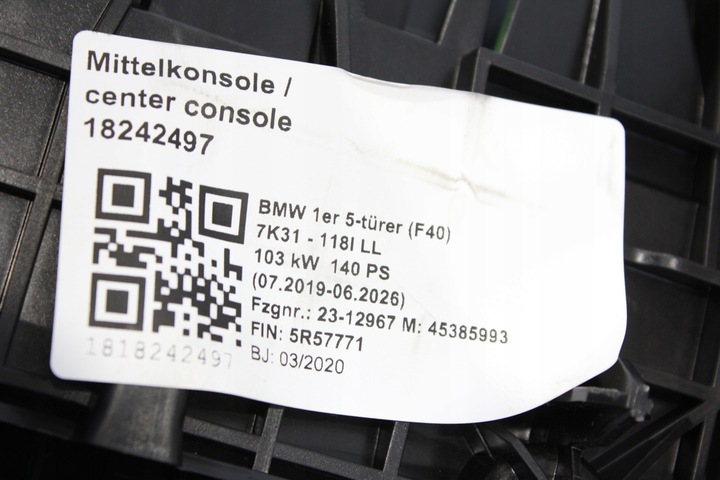 Mittelkonsole /
center console
18242497
BMW 1er 5-türer (F40)
7K31 - 118I LL
103 kW 140 PS
(07.2019-06.2026)
Fzgnr.: 23-12967 M: 45385993
FIN: 5R57771
BJ: 03/2020
1818242497